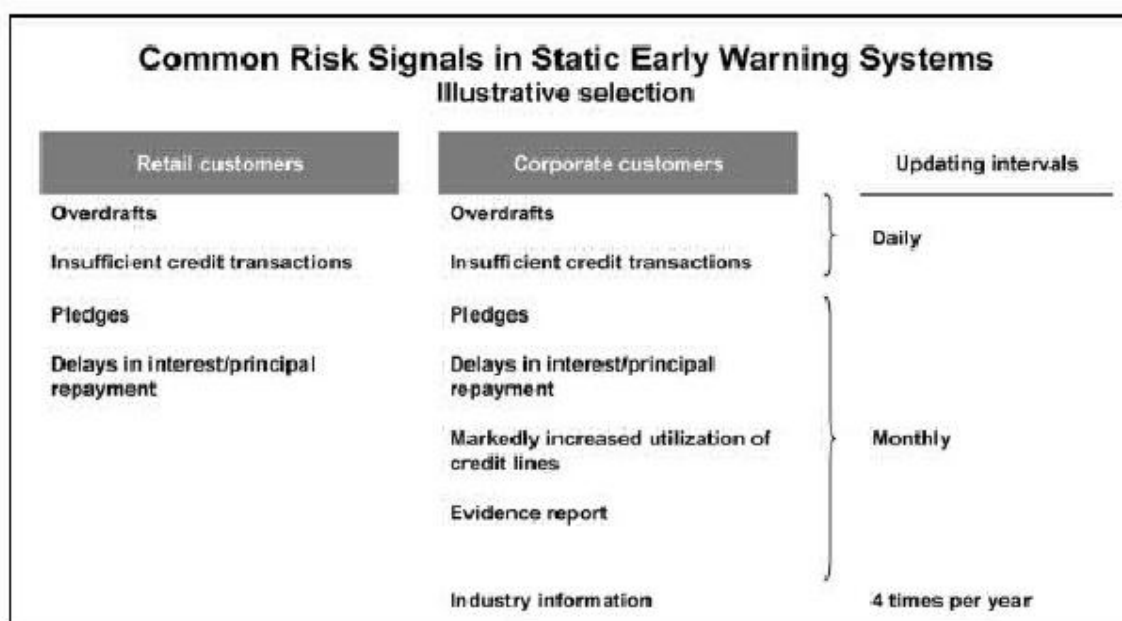 Common Risk Signals in Static Early Warning Systems
Illustrative selection
Retail customers
Corporate customers
Updating intervals
Overdrafts
Overdrafts
Daily
Insufficient credit transactions
Insufficient credit transactions
Pledges
Pledges
Delays in interest/principal
repayment
Delays in interest/principal
repayment
Markedly increased utilization of
credit lines
Monthly
Evidence report
Industry information
4 times per year